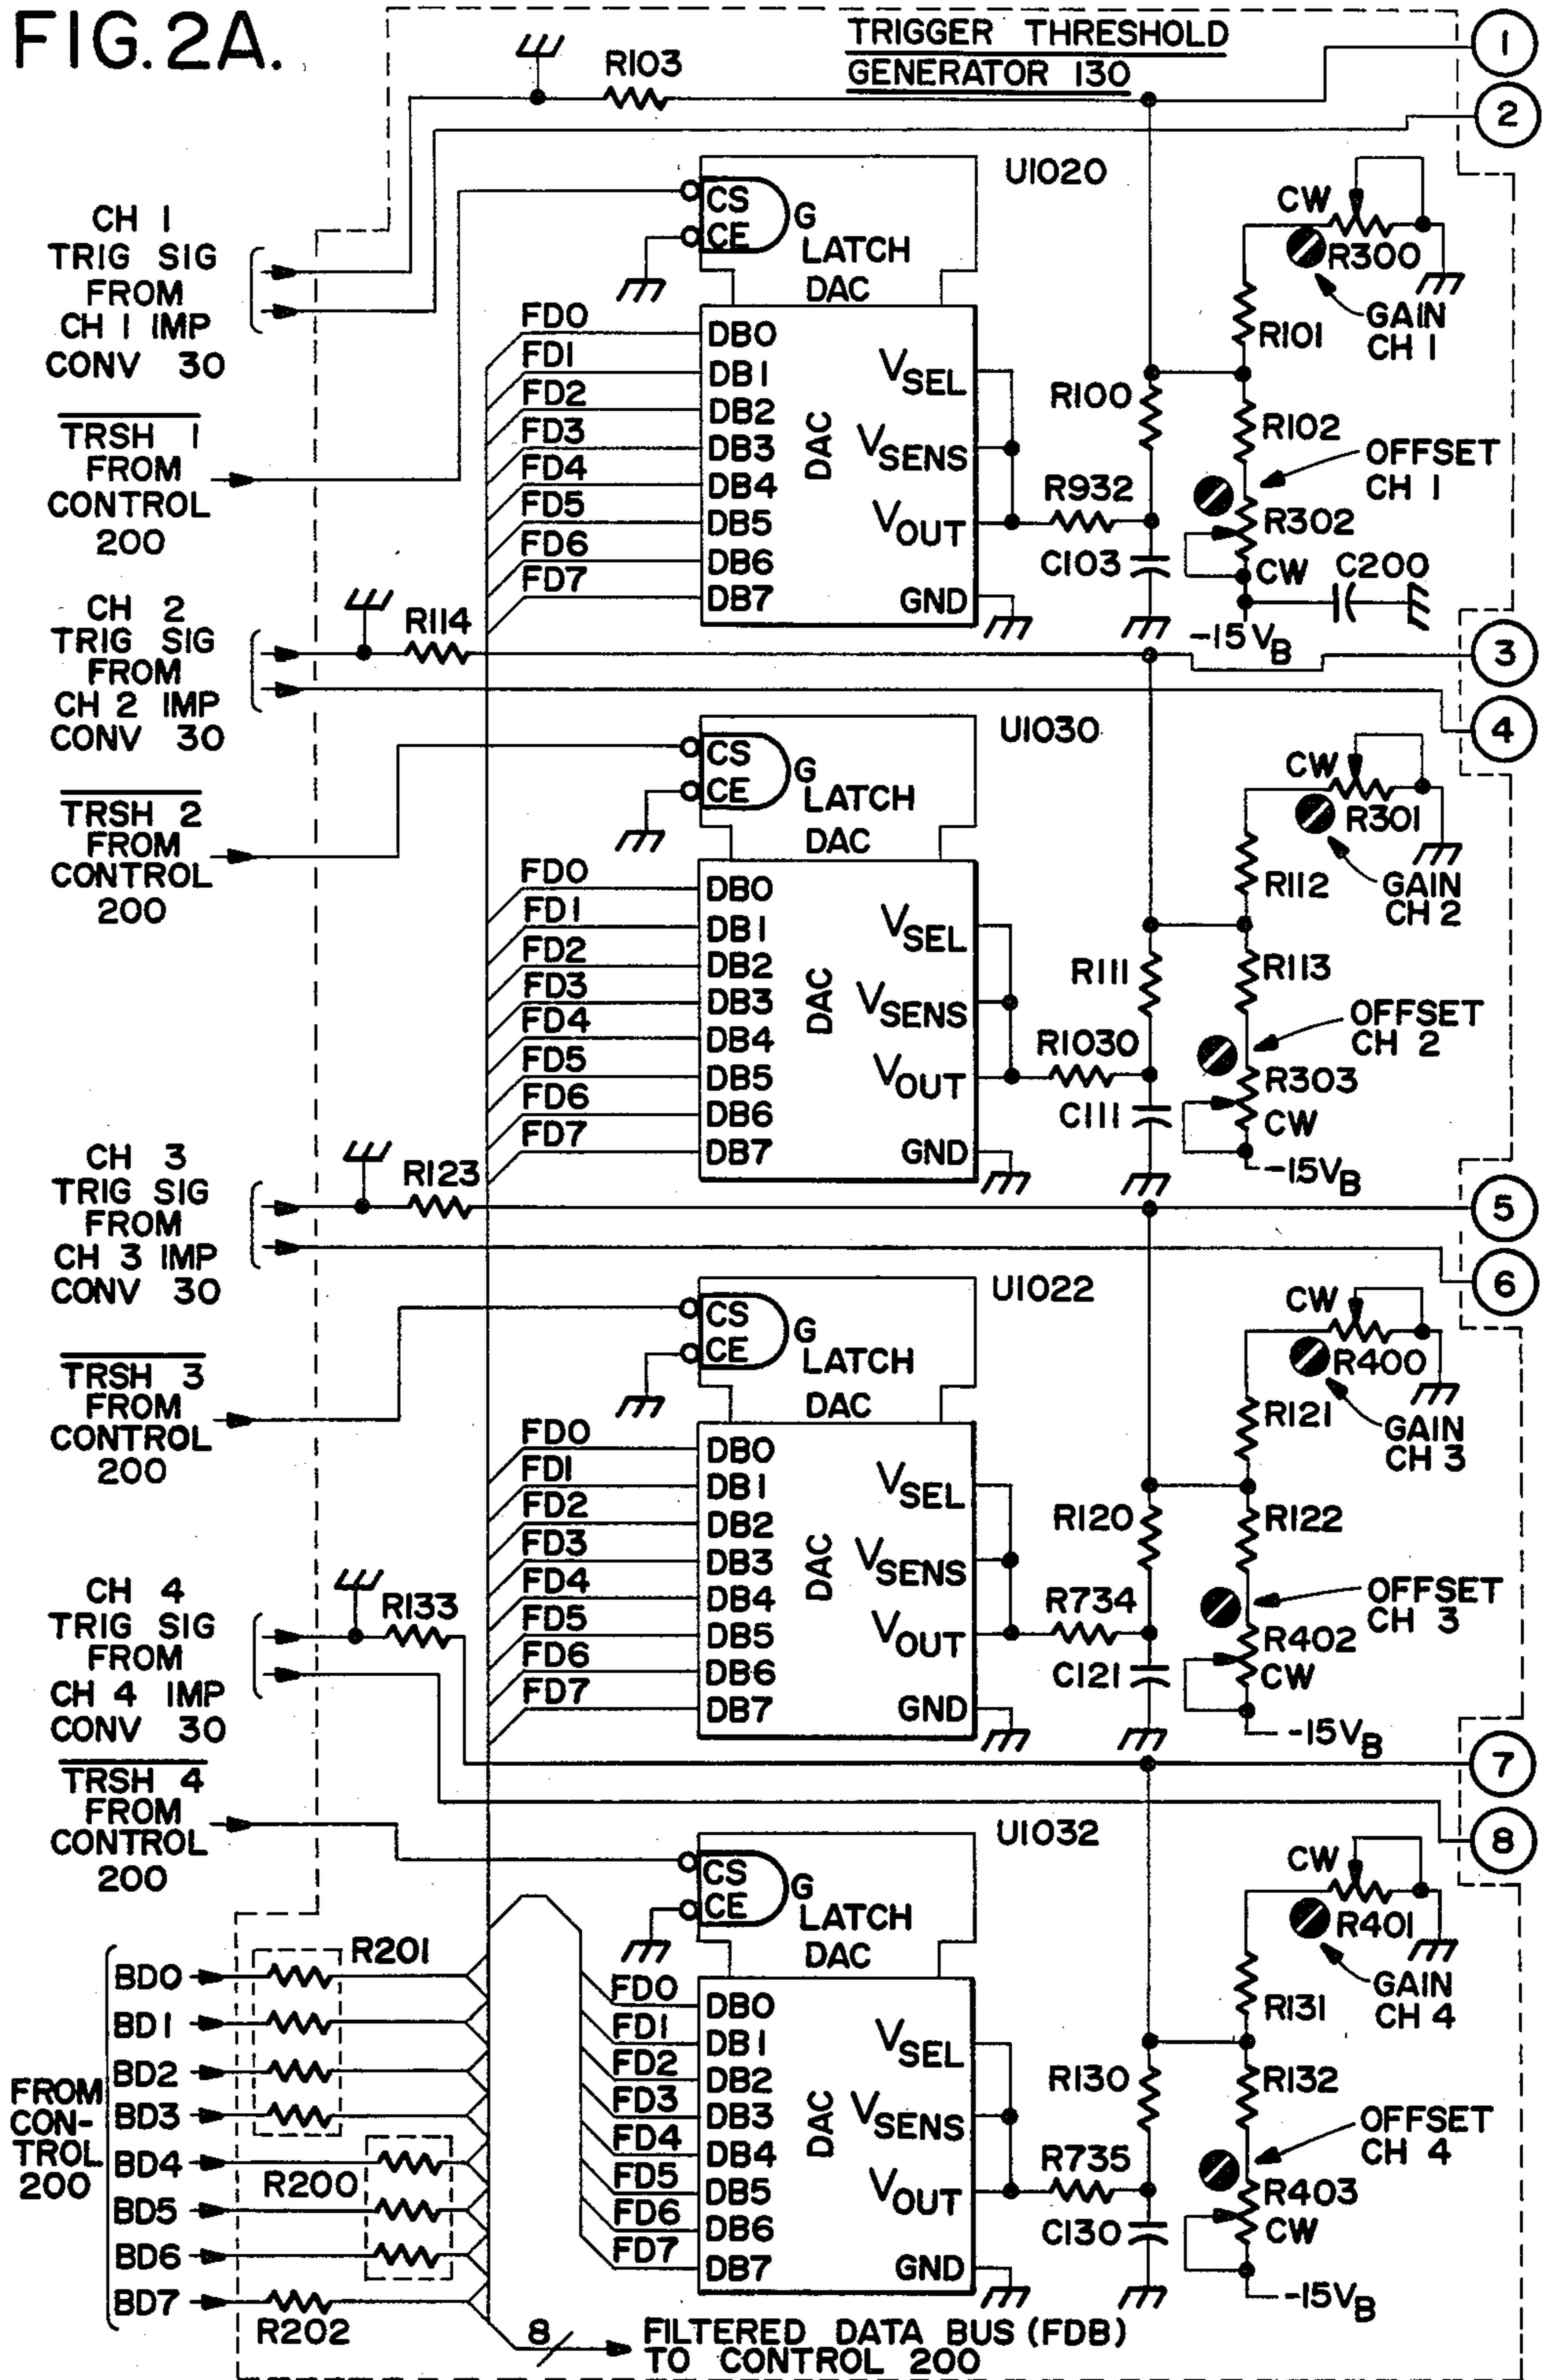 FIG. 2A.
TRIGGER THRESHOLD
GENERATOR 130
1
2
R103
CH 1
TRIG SIG
FROM
CH 1 IMP
CONV 30
TRSH 1
FROM
CONTROL
200
U1020
CS
CE
G
LATCH
DAC
FD0
FD1
FD2
FD3
FD4
FD5
FD6
FD7
DB0
DB1
DB2
DB3
DB4
DB5
DB6
DB7
DAC
VSEL
VSENS
VOUT
GND
R932
R100
C103
CW
R300
GAIN
CH 1
R101
R102
OFFSET
CH 1
R302
CW
C200
-15VB
3
4
CH 2
TRIG SIG
FROM
CH 2 IMP
CONV 30
R114
TRSH 2
FROM
CONTROL
200
U1030
CS
CE
G
LATCH
DAC
FD0
FD1
FD2
FD3
FD4
FD5
FD6
FD7
DB0
DB1
DB2
DB3
DB4
DB5
DB6
DB7
DAC
VSEL
VSENS
VOUT
GND
R1030
R111
C111
CW
R301
GAIN
CH 2
R112
R113
OFFSET
CH 2
R303
CW
-15VB
5
6
CH 3
TRIG SIG
FROM
CH 3 IMP
CONV 30
R123
TRSH 3
FROM
CONTROL
200
U1022
CS
CE
G
LATCH
DAC
FD0
FD1
FD2
FD3
FD4
FD5
FD6
FD7
DB0
DB1
DB2
DB3
DB4
DB5
DB6
DB7
DAC
VSEL
VSENS
VOUT
GND
R734
R120
C121
CW
R400
GAIN
CH 3
R121
R122
OFFSET
CH 3
R402
CW
-15VB
7
8
CH 4
TRIG SIG
FROM
CH 4 IMP
CONV 30
R133
TRSH 4
FROM
CONTROL
200
U1032
CS
CE
G
LATCH
DAC
FD0
FD1
FD2
FD3
FD4
FD5
FD6
FD7
DB0
DB1
DB2
DB3
DB4
DB5
DB6
DB7
DAC
VSEL
VSENS
VOUT
GND
R735
R130
C130
CW
R401
GAIN
CH 4
R131
R132
OFFSET
CH 4
R403
CW
-15VB
FROM
CON-
TROL
200
BD0
BD1
BD2
BD3
BD4
BD5
BD6
BD7
R201
R200
R202
8
FILTERED DATA BUS (FDB)
TO CONTROL 200